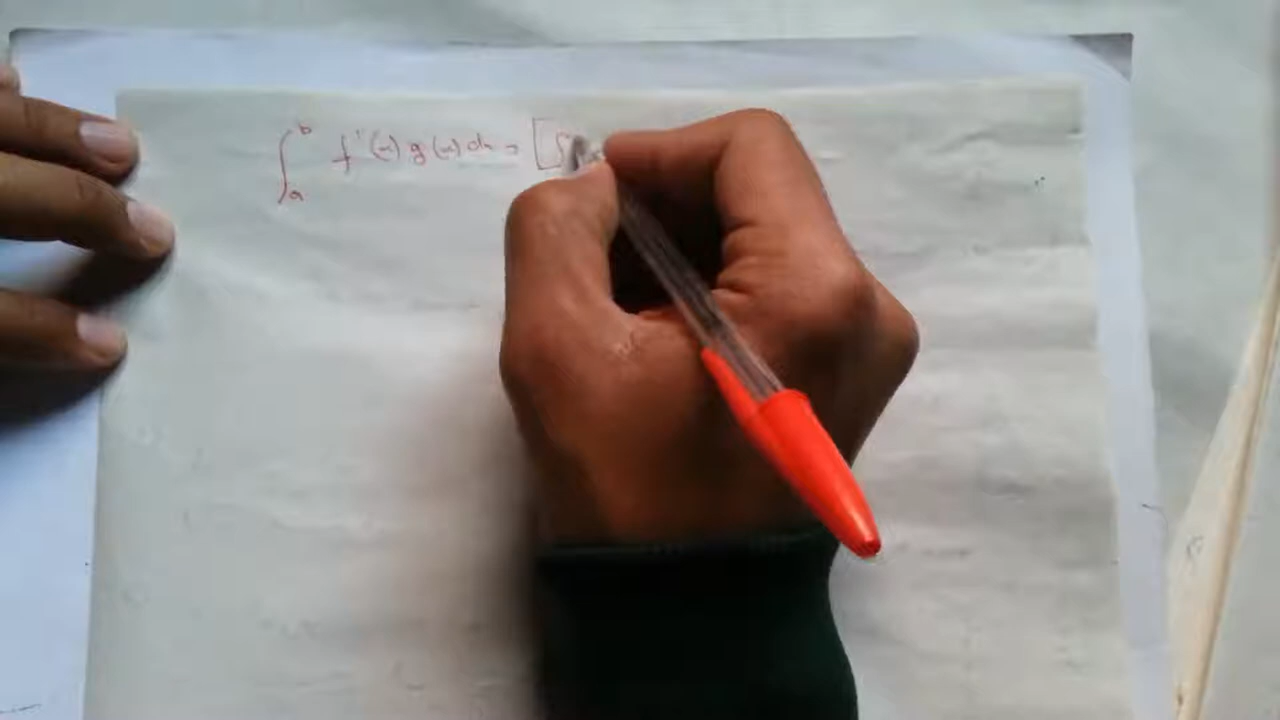 ∫_a^b f'(x) g(x) dx = [f